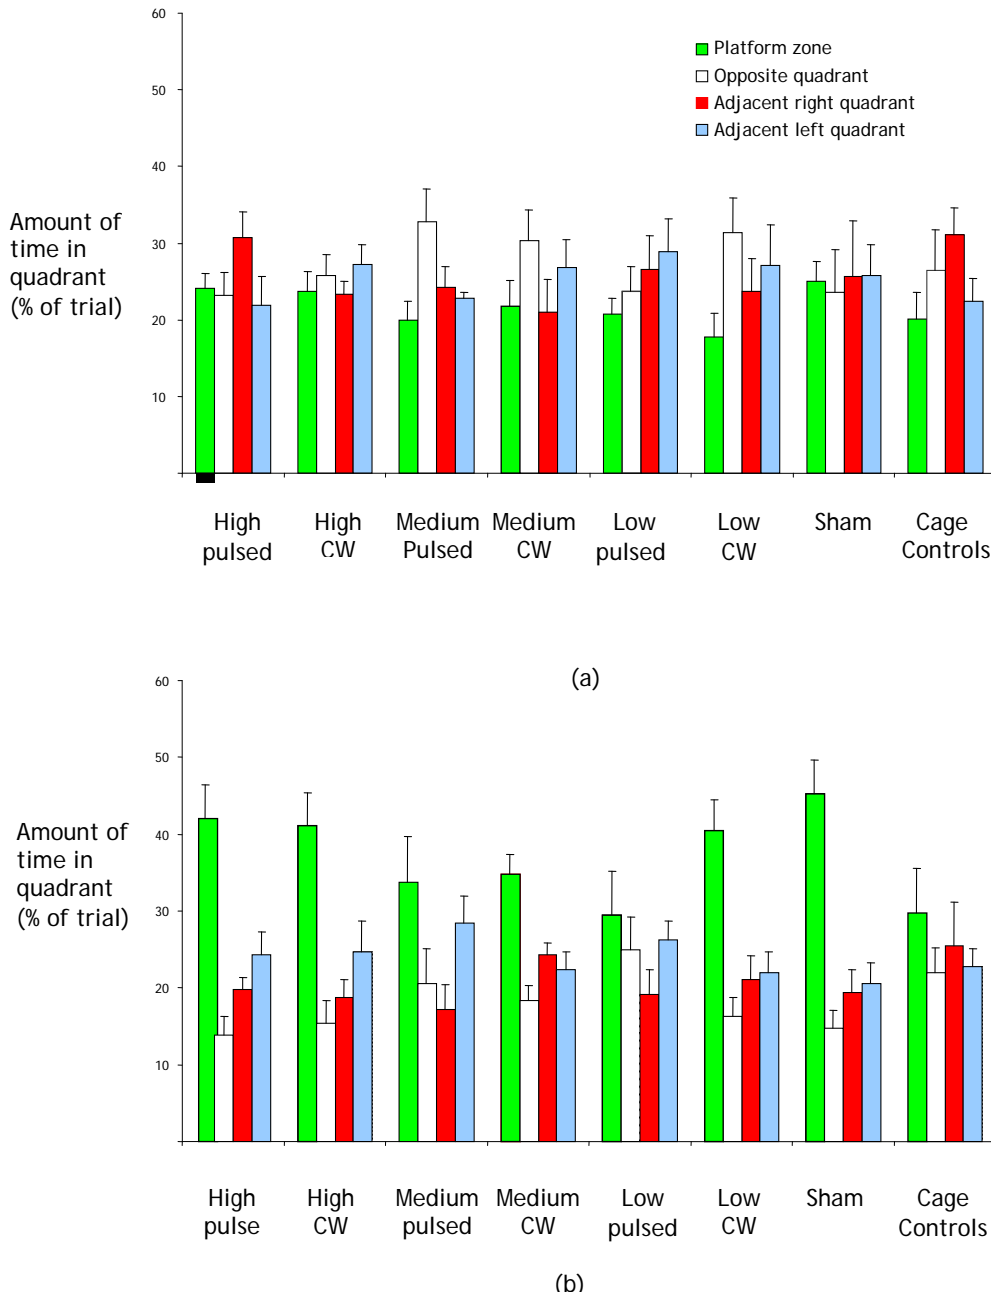 60
50
40
30
20
10
Amount of
time in
quadrant
(% of trial)
Platform zone
Opposite quadrant
Adjacent right quadrant
Adjacent left quadrant
High
pulsed
High
CW
Medium
Pulsed
Medium
CW
Low
pulsed
Low
CW
Sham
Cage
Controls
(a)
60
50
40
30
20
10
Amount of
time in
quadrant
(% of trial)
High
pulse
High
CW
Medium
pulsed
Medium
CW
Low
pulsed
Low
CW
Sham
Cage
Controls
(b)